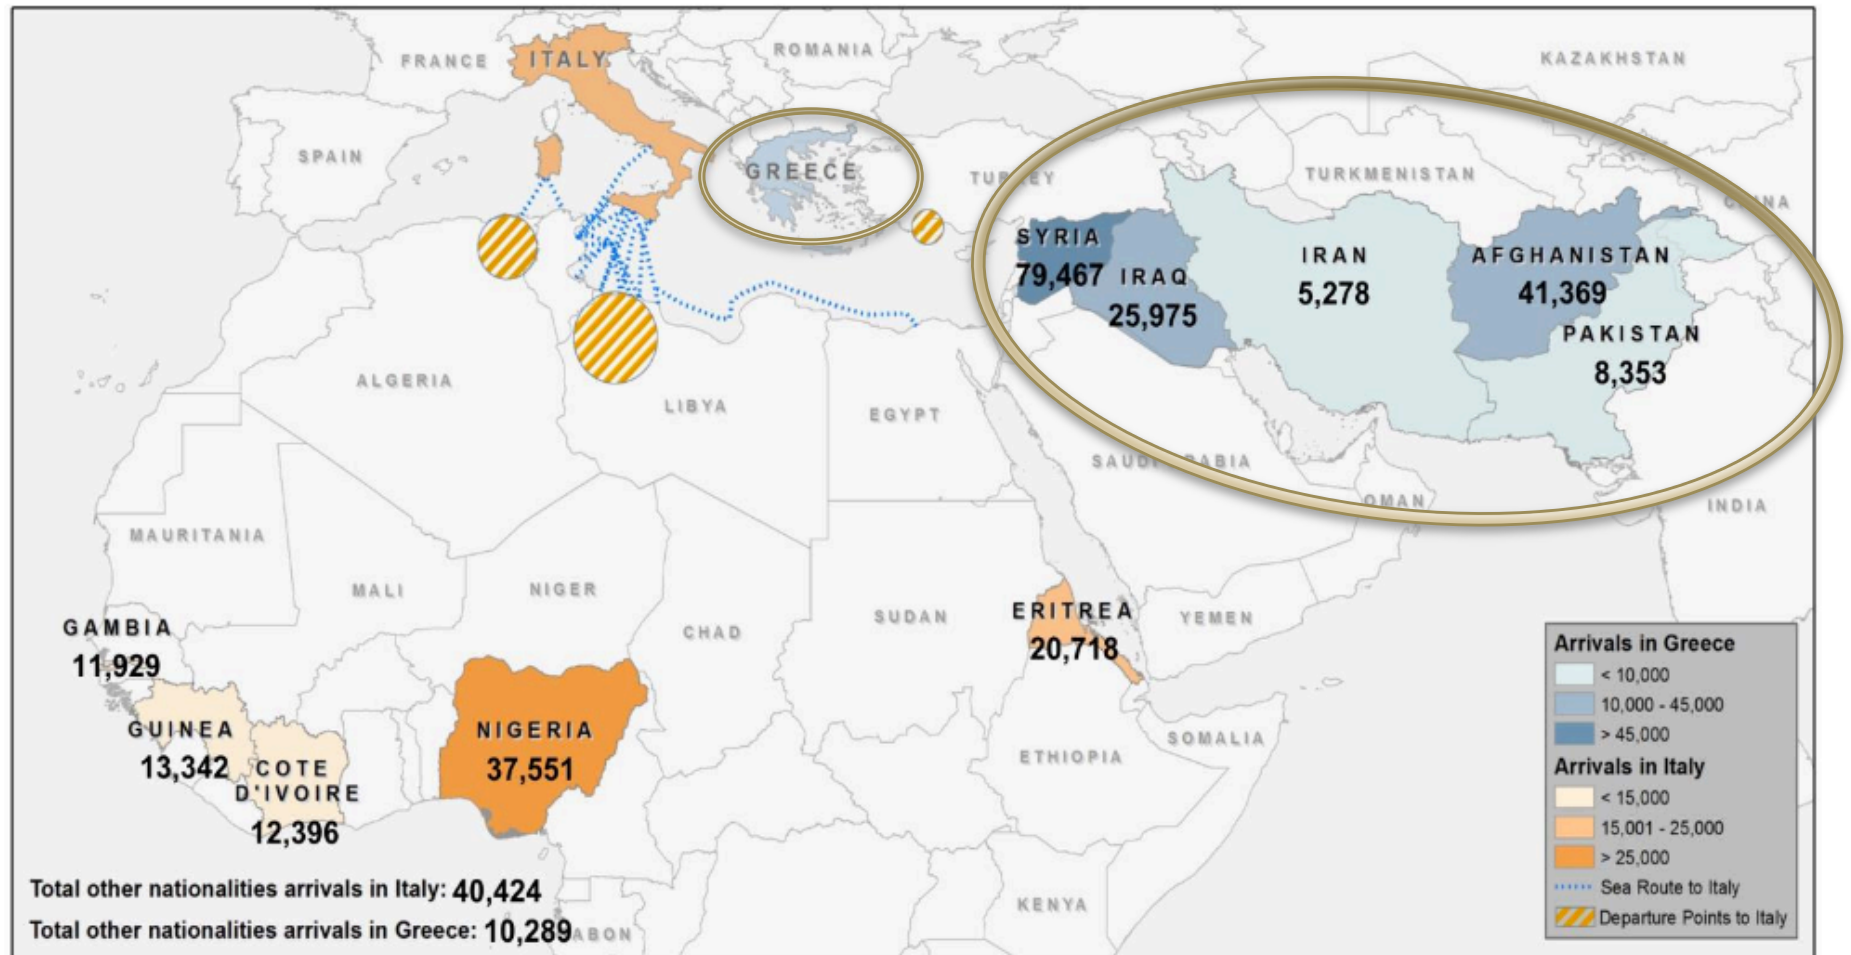 FRANCE
ITALY
ROMANIA
KAZAKHSTAN
SPAIN
GREECE
TURKEY
TURKMENISTAN
CHINA
SYRIA
79,467
IRAQ
25,975
IRAN
5,278
AFGHANISTAN
41,369
PAKISTAN
8,353
ALGERIA
LIBYA
EGYPT
SAUDI ARABIA
OMAN
INDIA
MAURITANIA
MALI
NIGER
CHAD
SUDAN
ERITREA
20,718
YEMEN
GAMBIA
11,929
GUINEA
13,342
COTE
D'IVOIRE
12,396
NIGERIA
37,551
ETHIOPIA
SOMALIA
KENYA
Total other nationalities arrivals in Italy: 40,424
Total other nationalities arrivals in Greece: 10,289
ABON
Arrivals in Greece
< 10,000
10,000 - 45,000
> 45,000
Arrivals in Italy
< 15,000
15,001 - 25,000
> 25,000
Sea Route to Italy
Departure Points to Italy